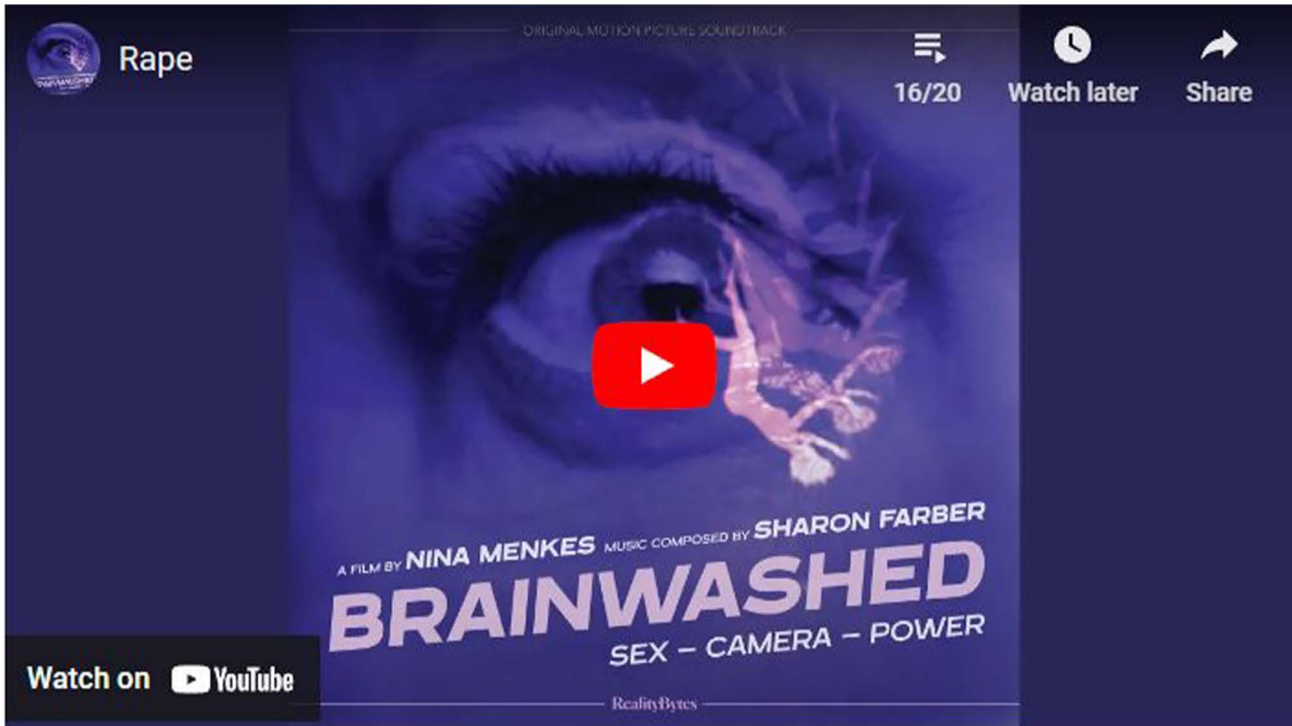 ORIGINAL MOTION PICTURE SOUNDTRACK
Rape
16/20
Watch later
Share
A FILM BY NINA MENKES MUSIC COMPOSED BY SHARON FARBER
BRAINWASHED
SEX – CAMERA – POWER
Watch on YouTube
RealityBytes